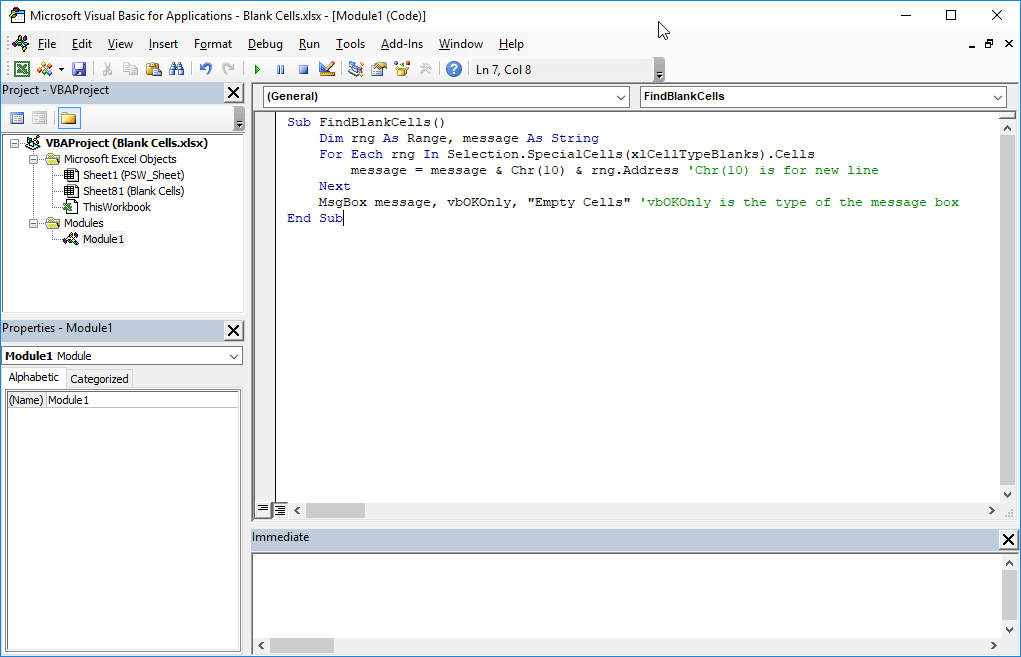 Microsoft Visual Basic for Applications - Blank Cells.xlsx - [Module1 (Code)]
File Edit View Insert Format Debug Run Tools Add-Ins Window Help
Ln 7, Col 8
Project - VBAProject
VBAProject (Blank Cells.xlsx)
Microsoft Excel Objects
Sheet1 (PSW_Sheet)
Sheet81 (Blank Cells)
ThisWorkbook
Modules
Module1
Properties - Module1
Module1 Module
Alphabetic Categorized
(Name) Module1
(General) FindBlankCells
Sub FindBlankCells()
Dim rng As Range, message As String
For Each rng In Selection.SpecialCells(xlCellTypeBlanks).Cells
message = message & Chr(10) & rng.Address 'Chr(10) is for new line
Next
MsgBox message, vbOKOnly, "Empty Cells" 'vbOKOnly is the type of the message box
End Sub
Immediate